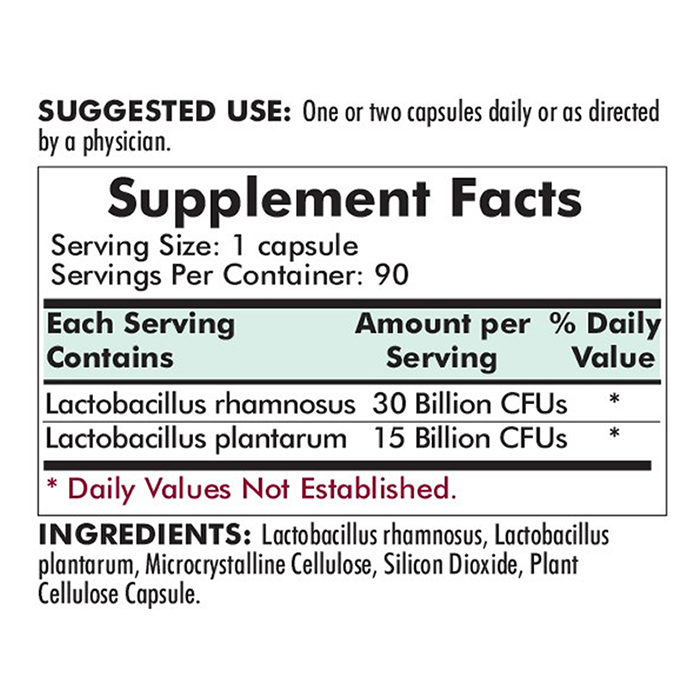 SUGGESTED USE: One or two capsules daily or as directed
by a physician.
Supplement Facts
Serving Size: 1 capsule
Servings Per Container: 90
Each Serving Amount per % Daily
Contains Serving Value
Lactobacillus rhamnosus 30 Billion CFUs *
Lactobacillus plantarum 15 Billion CFUs *
* Daily Values Not Established.
INGREDIENTS: Lactobacillus rhamnosus, Lactobacillus
plantarum, Microcrystalline Cellulose, Silicon Dioxide, Plant
Cellulose Capsule.